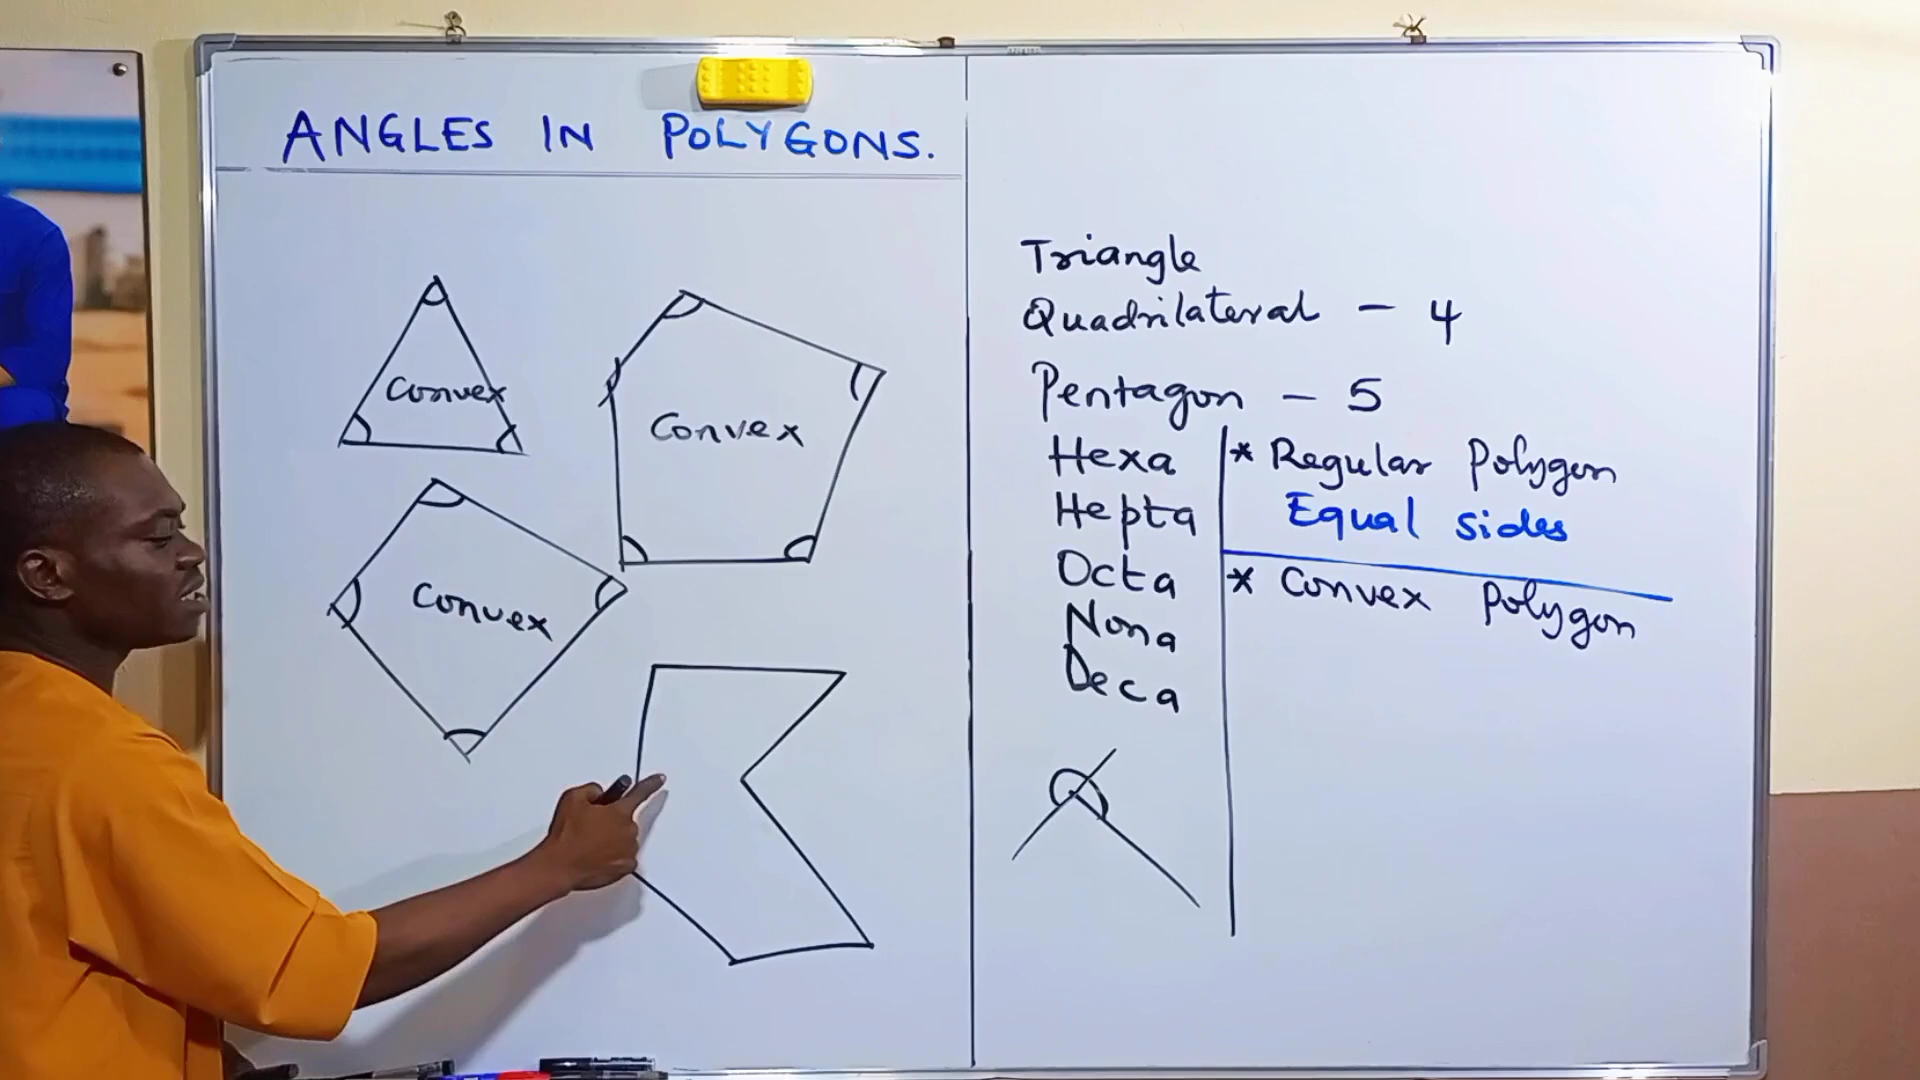 ANGLES IN POLYGONS.
Convex
Convex
Convex
Triangle
Quadrilateral - 4
Pentagon - 5
Hexa
Hepta
Octa
Nona
Deca
* Regular Polygon
Equal sides
* Convex Polygon